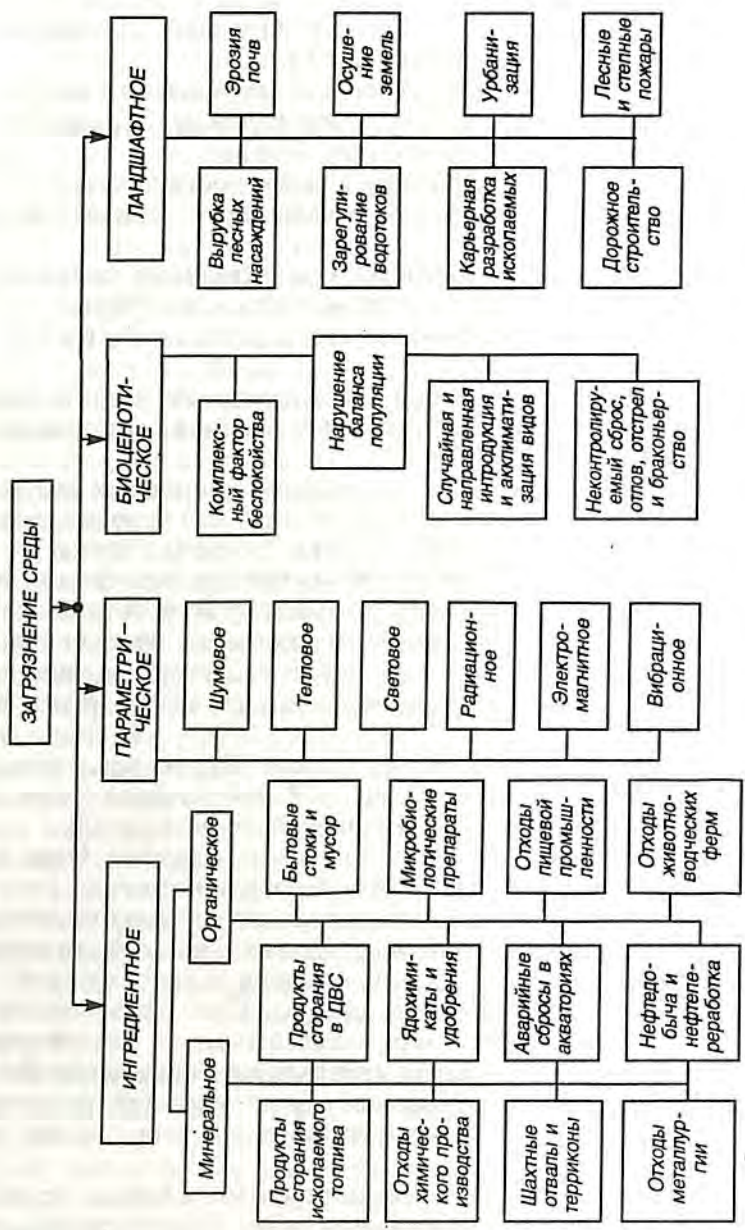 ЗАГРЯЗНЕНИЕ СРЕДЫ
ИНГРЕДИЕНТНОЕ
ПАРАМЕТРИ
ЧЕСКОЕ
БИОЦЕНОТИ-
ЧЕСКОЕ
ЛАНДШАФТНОЕ
Минеральное
Органическое
Продукты
сгорания
ископаемого
топлива
Продукты
сгорания
в ДВС
Бытовые
стоки и
мусор
Отходы
химичес-
кого про-
изводства
Ядохими-
каты и
удобрения
Микробио-
логические
препараты
Шахтные
отвалы и
терриконы
Аварийные
сбросы в
акваториях
Отходы
пищевой
промыш-
ленности
Отходы
металлур-
гии
Нефтедо-
быча и
нефтепе-
реработка
Отходы
животно-
водческих
ферм
Шумовое
Тепловое
Световое
Радиацион-
ное
Электро-
магнитное
Вибраци-
онное
Комплекс-
ный фактор
беспокойства
Нарушение
баланса
популяции
Случайная и
направленная
интродукция
и акклимати-
зация видов
Неконтролиру-
емый сброс,
отлов, отстрел
и браконьер-
ство
Вырубка
лесных
насаждений
Эрозия
почв
Зарегули-
рование
водотоков
Осуше-
ние
земель
Карьерная
разработка
ископаемых
Урбани-
зация
Дорожное
строитель-
ство
Лесные
и степные
пожары